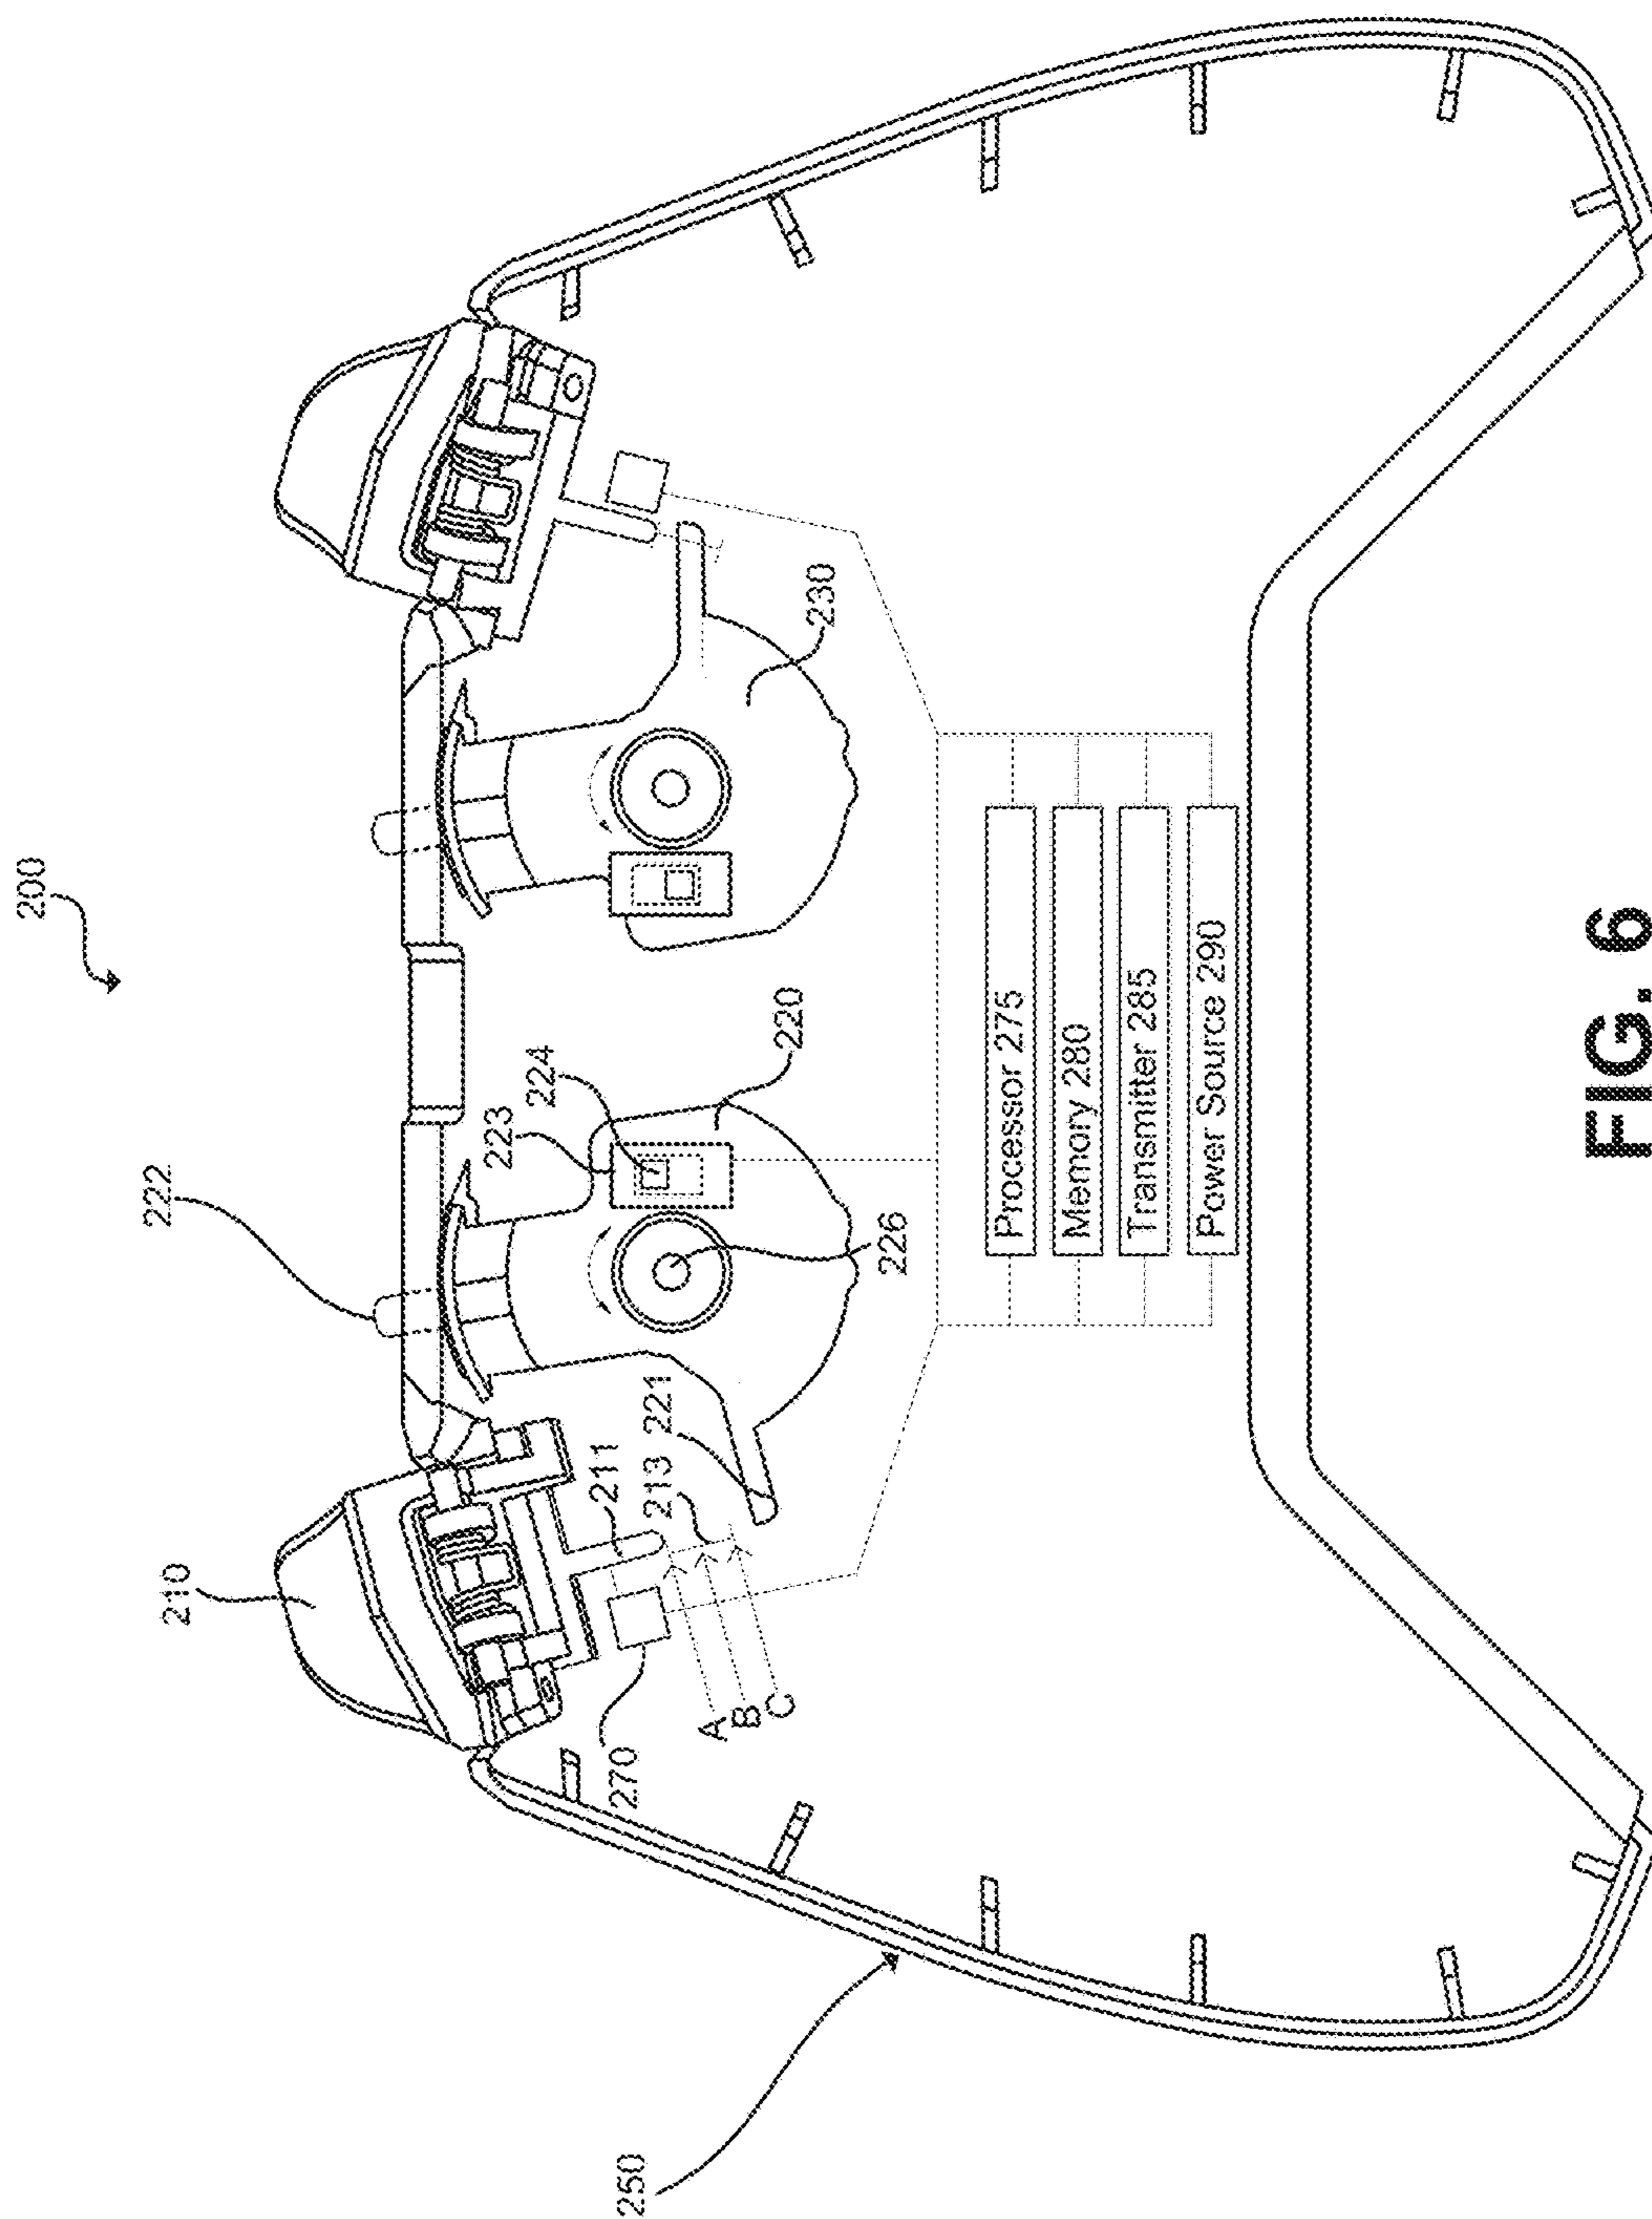 200
222
210
223
224
220
230
211
213
221
226
270
A
B
C
250
Processor 275
Memory 280
Transmitter 285
Power Source 290
FIG. 6